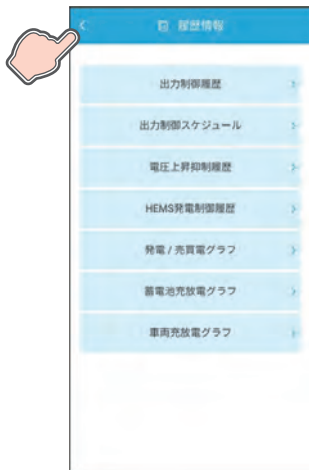 履歴情報
出力制御履歴
出力制御スケジュール
電圧上昇抑制履歴
HEMS発電制御履歴
発電 / 売買電グラフ
蓄電池充放電グラフ
車両充放電グラフ